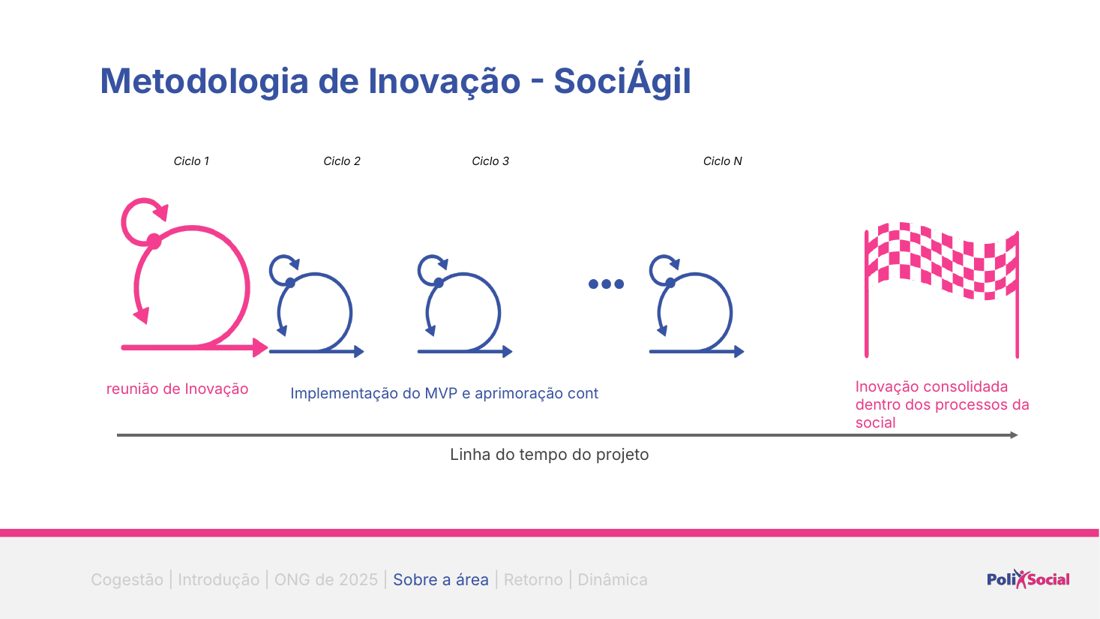 Metodologia de Inovação - SociÁgil
Ciclo 1
Ciclo 2
Ciclo 3
Ciclo N
reunião de Inovação
Implementação do MVP e aprimoração cont
Inovação consolidada
dentro dos processos da
social
Linha do tempo do projeto
Cogestão | Introdução | ONG de 2025 | Sobre a área | Retorno | Dinâmica
Poli Social